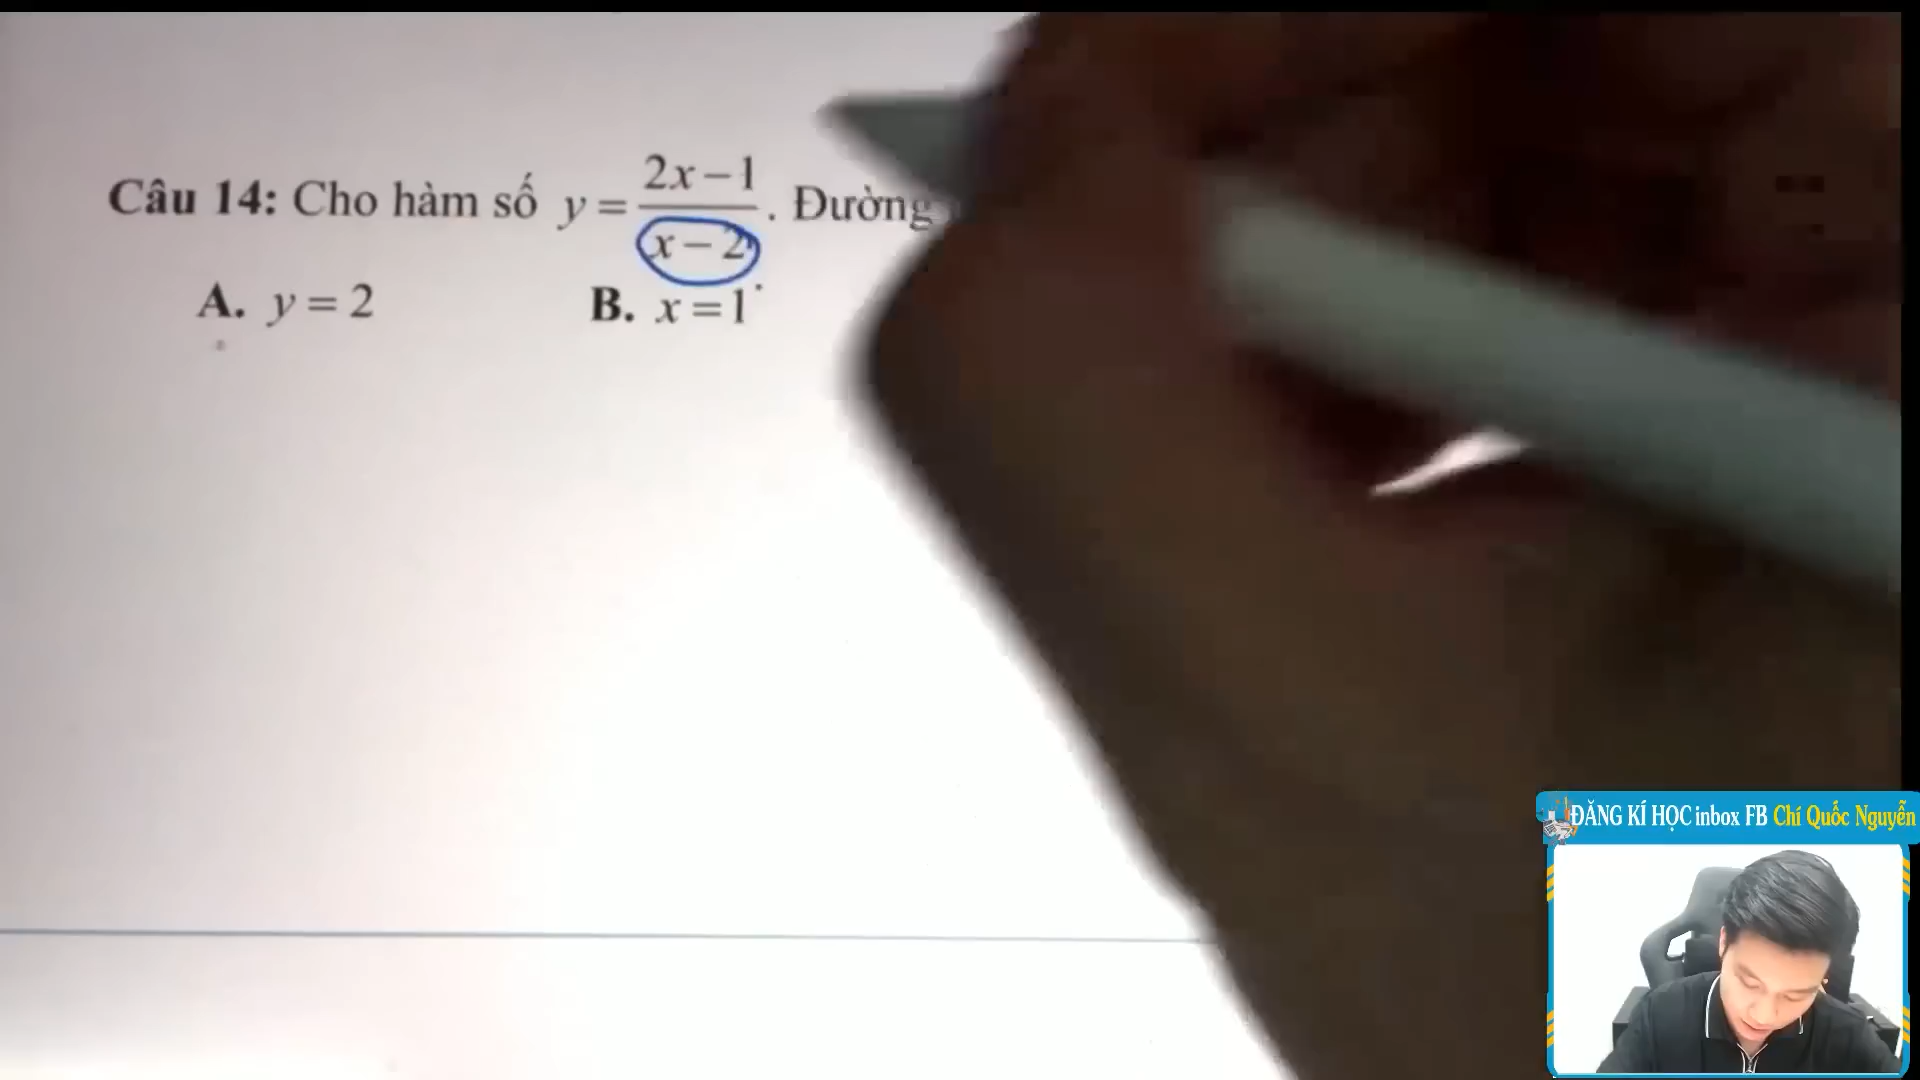 Câu 14: Cho hàm số y = \frac{2x-1}{x-2}. Đường
A. y = 2 B. x = 1
ĐĂNG KÍ HỌC inbox FB Chí Quốc Nguyễn